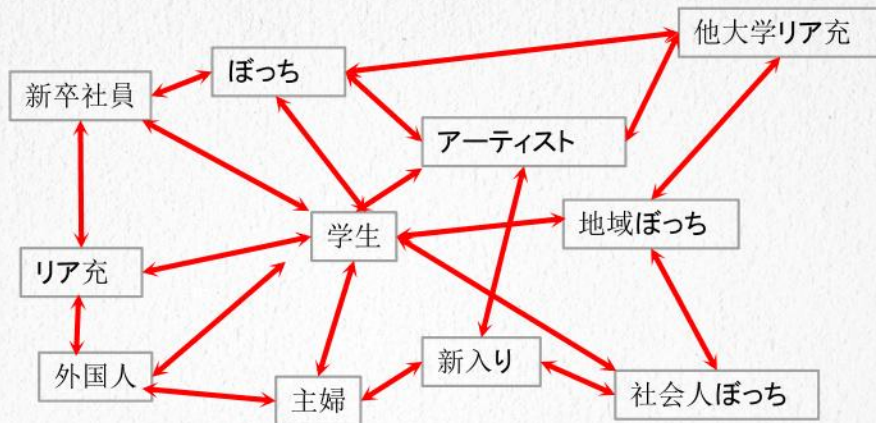 他大学リア充
ぼっち
新卒社員
アーティスト
学生
地域ぼっち
リア充
外国人
新入り
主婦
社会人ぼっち